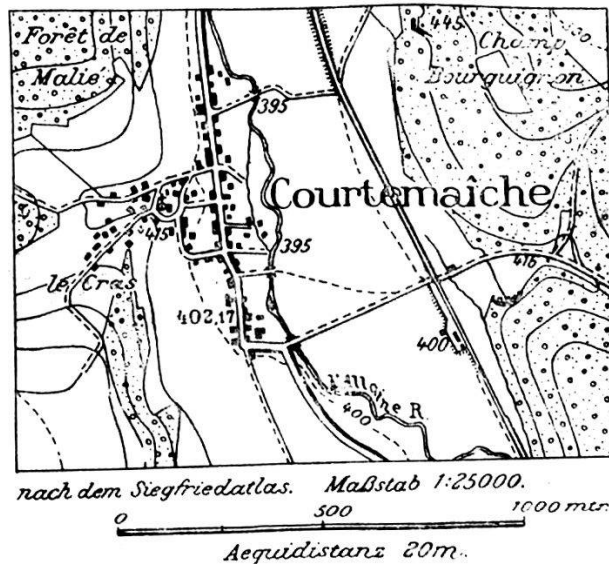 Forêt de
Malie
445
Champ
Bourguignon
395
Courtemaîche
415
395
416
le Cras
402,17
400
Allaine R.
400
nach dem Siegfriedatlas. Maßstab 1:25000.
0 500 1000 mtr.
Aequidistanz 20m.